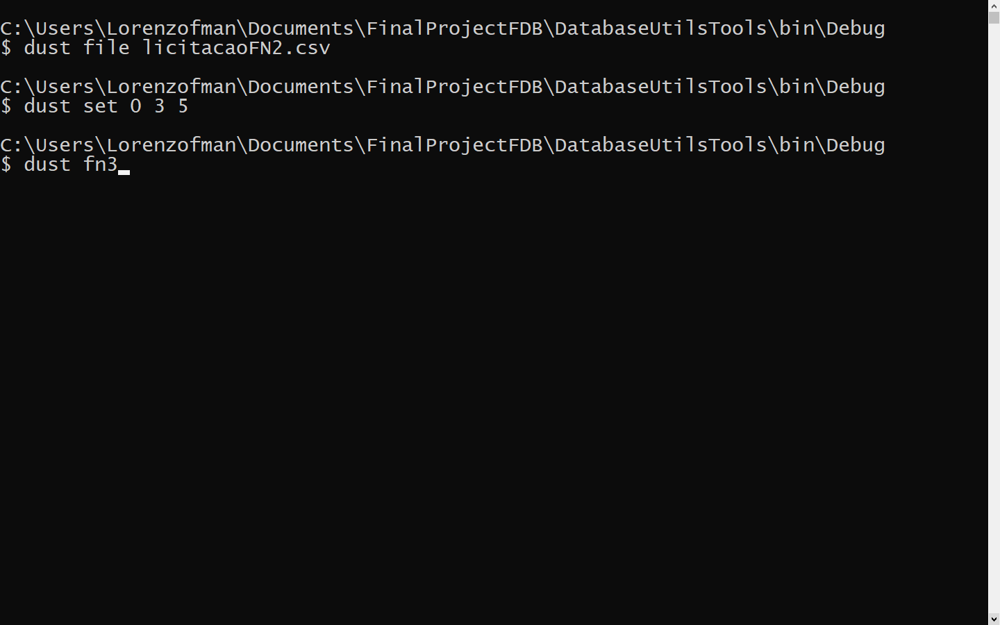 C:\Users\Lorenzofman\Documents\FinalProjectFDB\DatabaseUtilsTools\bin\Debug
$ dust file licitacaoFN2.csv
C:\Users\Lorenzofman\Documents\FinalProjectFDB\DatabaseUtilsTools\bin\Debug
$ dust set 0 3 5
C:\Users\Lorenzofman\Documents\FinalProjectFDB\DatabaseUtilsTools\bin\Debug
$ dust fn3